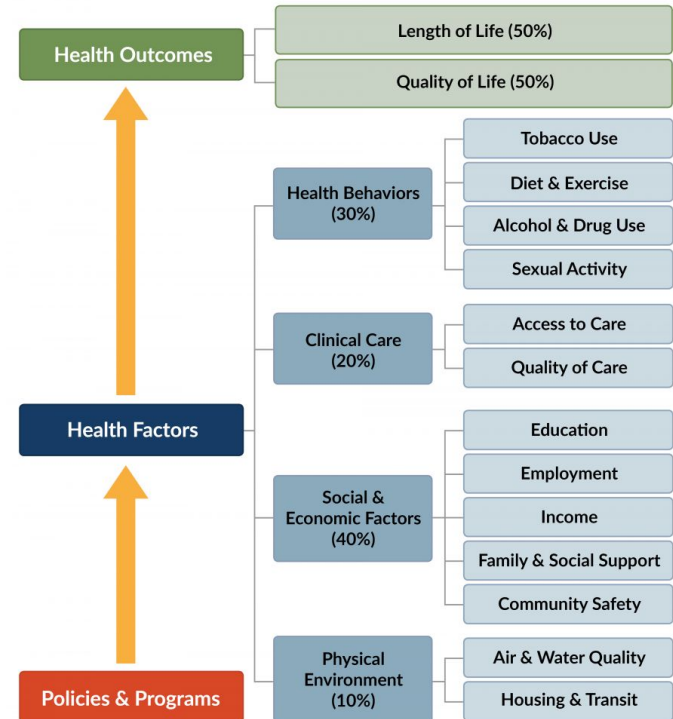 Health Outcomes
Length of Life (50%)
Quality of Life (50%)
Health Behaviors
(30%)
Tobacco Use
Diet & Exercise
Alcohol & Drug Use
Sexual Activity
Clinical Care
(20%)
Access to Care
Quality of Care
Health Factors
Social &
Economic Factors
(40%)
Education
Employment
Income
Family & Social Support
Community Safety
Physical
Environment
(10%)
Air & Water Quality
Housing & Transit
Policies & Programs